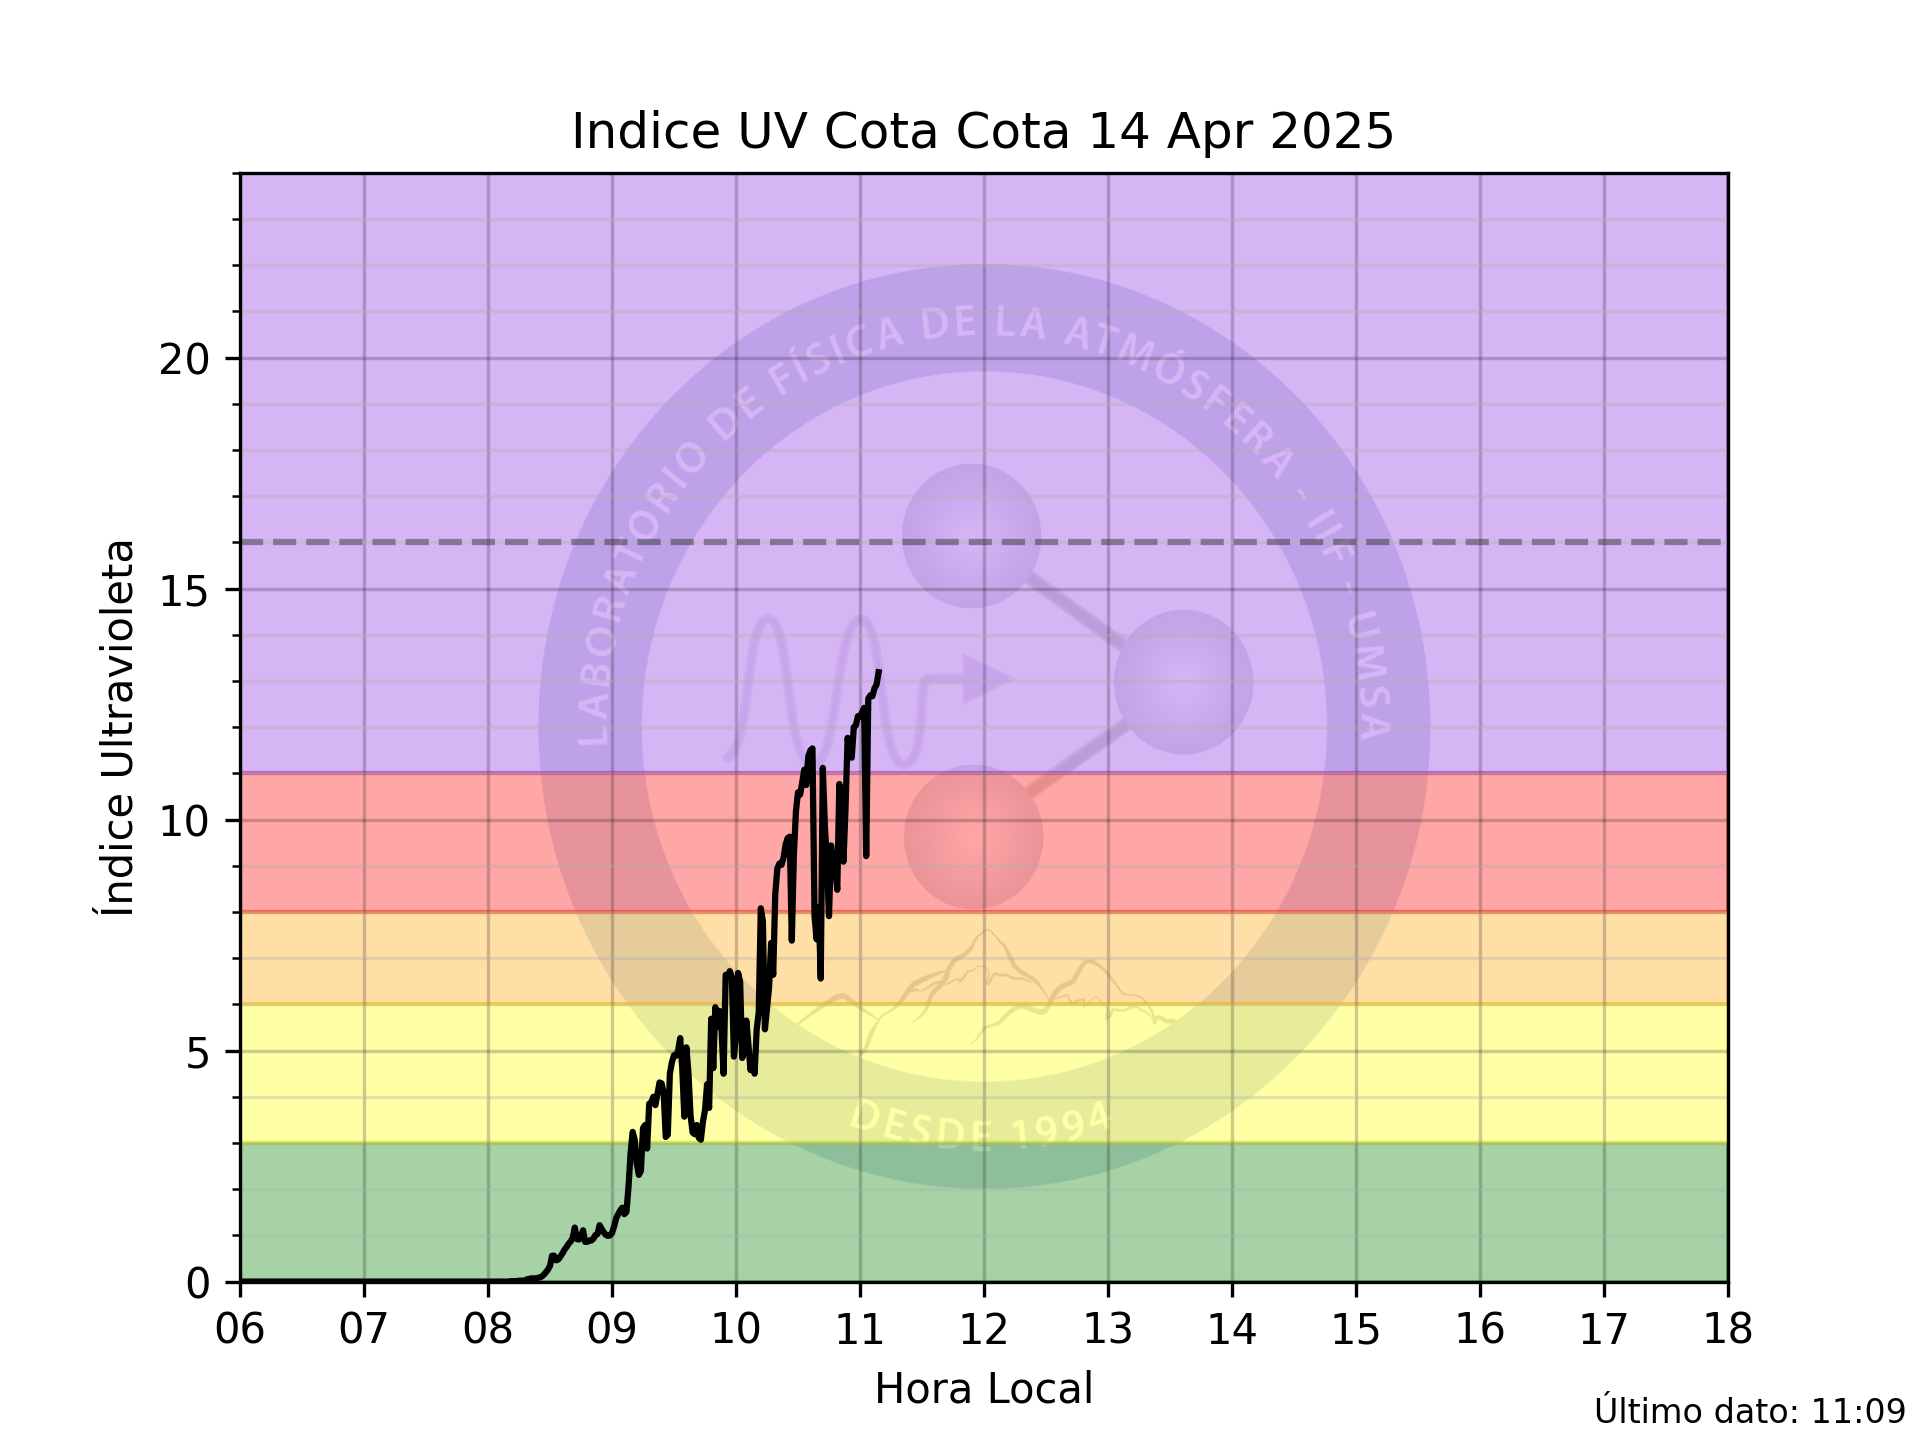 Indice UV Cota Cota 14 Apr 2025
LABORATORIO DE FÍSICA DE LA ATMÓSFERA - IIF - UMSA
DESDE 1994
Índice Ultravioleta
20
15
10
5
0
06 07 08 09 10 11 12 13 14 15 16 17 18
Hora Local
Último dato: 11:09